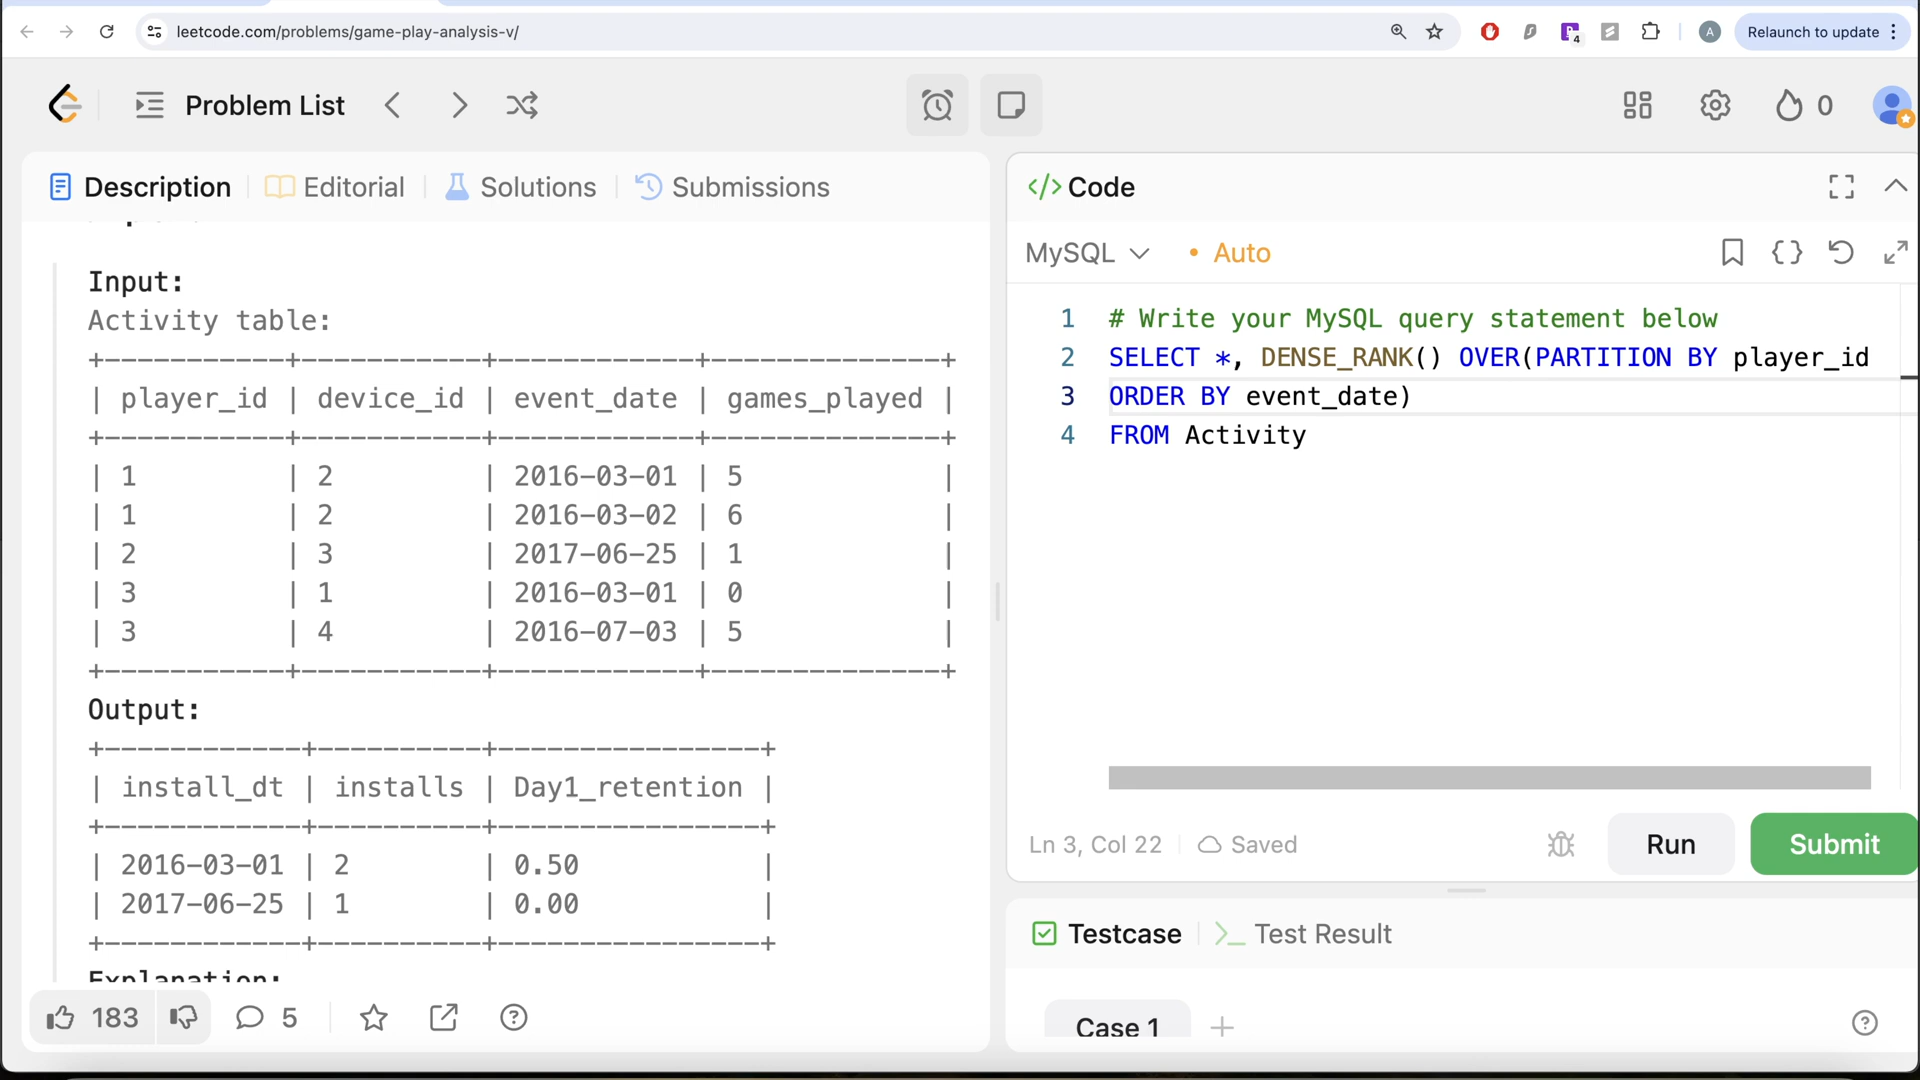 leetcode.com/problems/game-play-analysis-v/
4
A
Relaunch to update
Problem List
0
Description
Editorial
Solutions
Submissions
Input:
Activity table:
+-----------+-----------+------------+--------------+
| player_id | device_id | event_date | games_played |
+-----------+-----------+------------+--------------+
| 1 | 2 | 2016-03-01 | 5 |
| 1 | 2 | 2016-03-02 | 6 |
| 2 | 3 | 2017-06-25 | 1 |
| 3 | 1 | 2016-03-01 | 0 |
| 3 | 4 | 2016-07-03 | 5 |
+-----------+-----------+------------+--------------+
Output:
+------------+----------+----------------+
| install_dt | installs | Day1_retention |
+------------+----------+----------------+
| 2016-03-01 | 2 | 0.50 |
| 2017-06-25 | 1 | 0.00 |
+------------+----------+----------------+
Explanation:
183
5
</> Code
MySQL
• Auto
1 # Write your MySQL query statement below
2 SELECT *, DENSE_RANK() OVER(PARTITION BY player_id
3 ORDER BY event_date)
4 FROM Activity
Ln 3, Col 22
Saved
Run
Submit
Testcase
>_ Test Result
Case 1
+